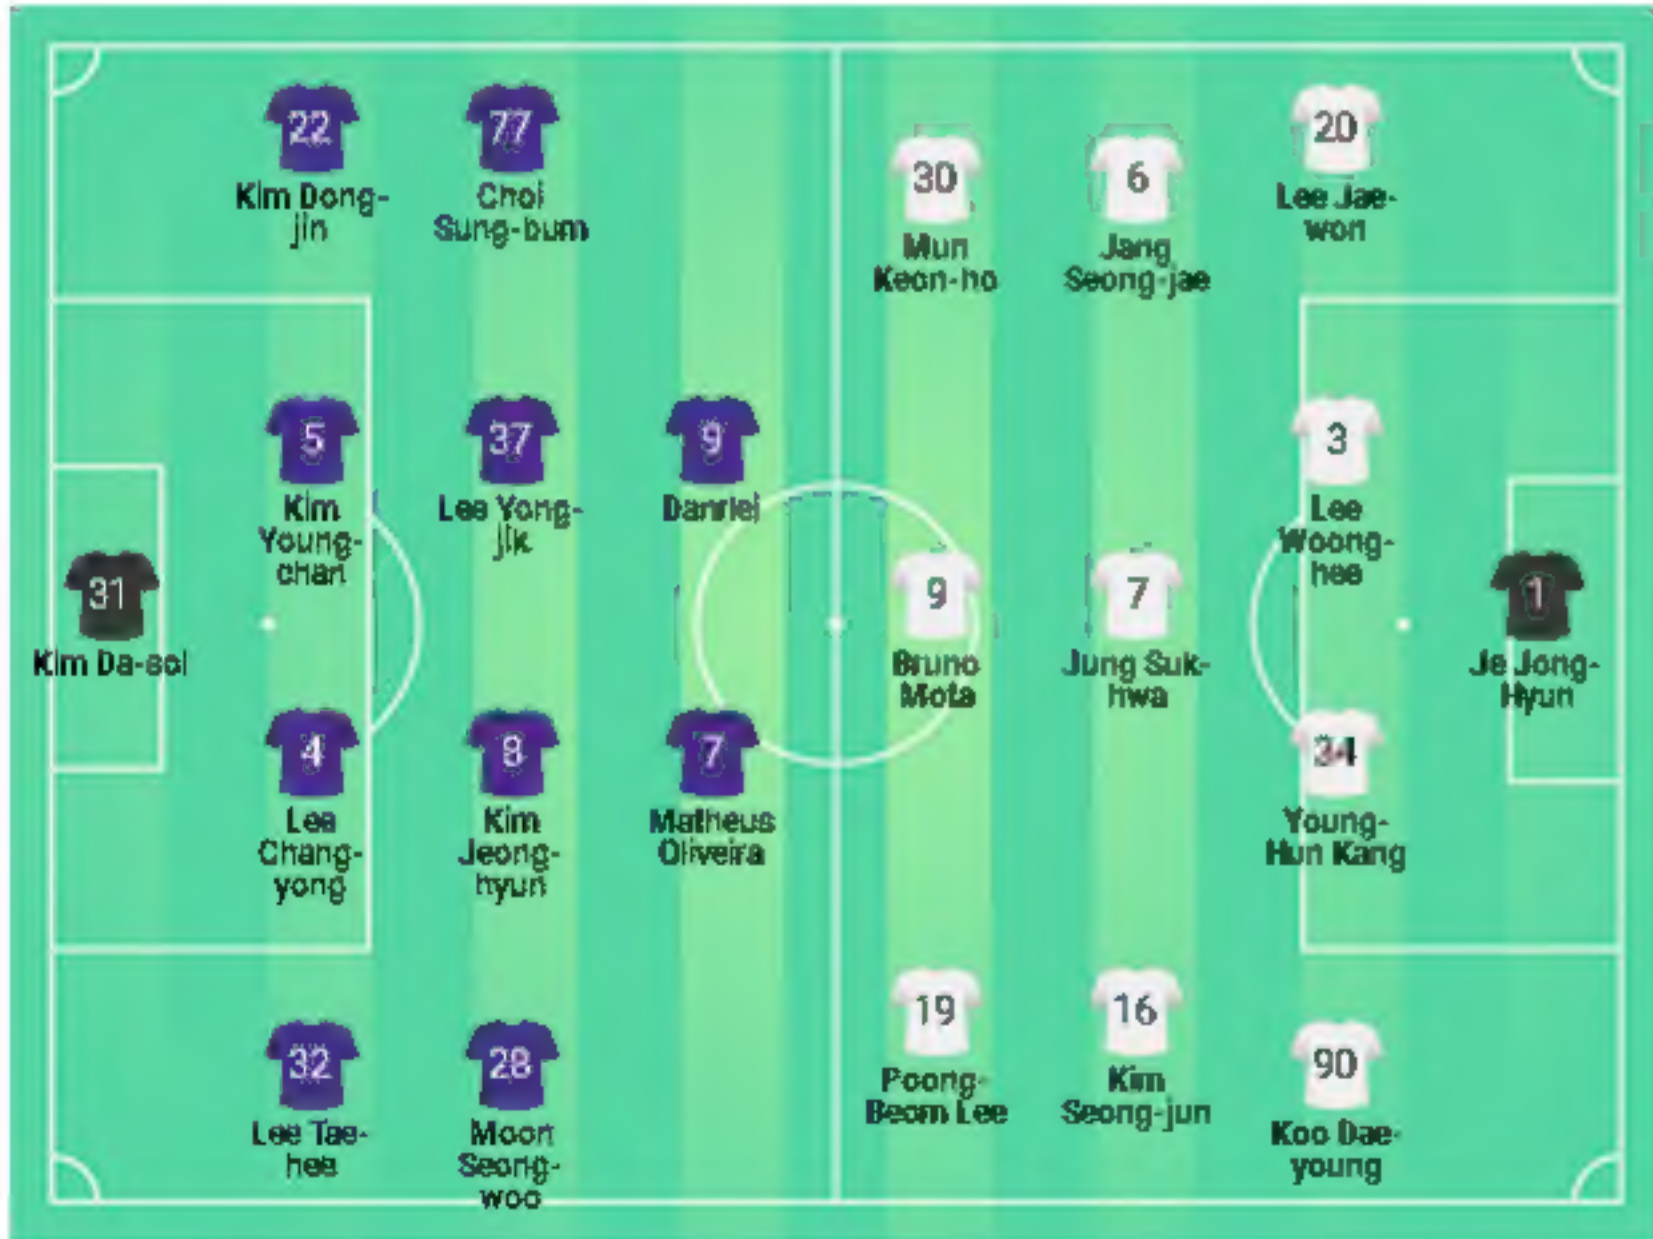 22
Kim Dong-
jin
77
Choi
Sung-bum
5
Kim
Young-
chan
37
Lee Yong-
jik
9
Danriel
31
Kim Da-sol
4
Lee
Chang-
yong
8
Kim
Jeong-
hyun
7
Matheus
Oliveira
32
Lee Tae-
hee
28
Moon
Seong-
woo
30
Mun
Keon-ho
6
Jang
Seong-jae
20
Lee Jae-
won
3
Lee
Woong-
hee
9
Bruno
Mota
7
Jung Suk-
hwa
1
Je Jong-
Hyun
34
Young-
Hun Kang
19
Poong-
Beom Lee
16
Kim
Seong-jun
90
Koo Dae-
young